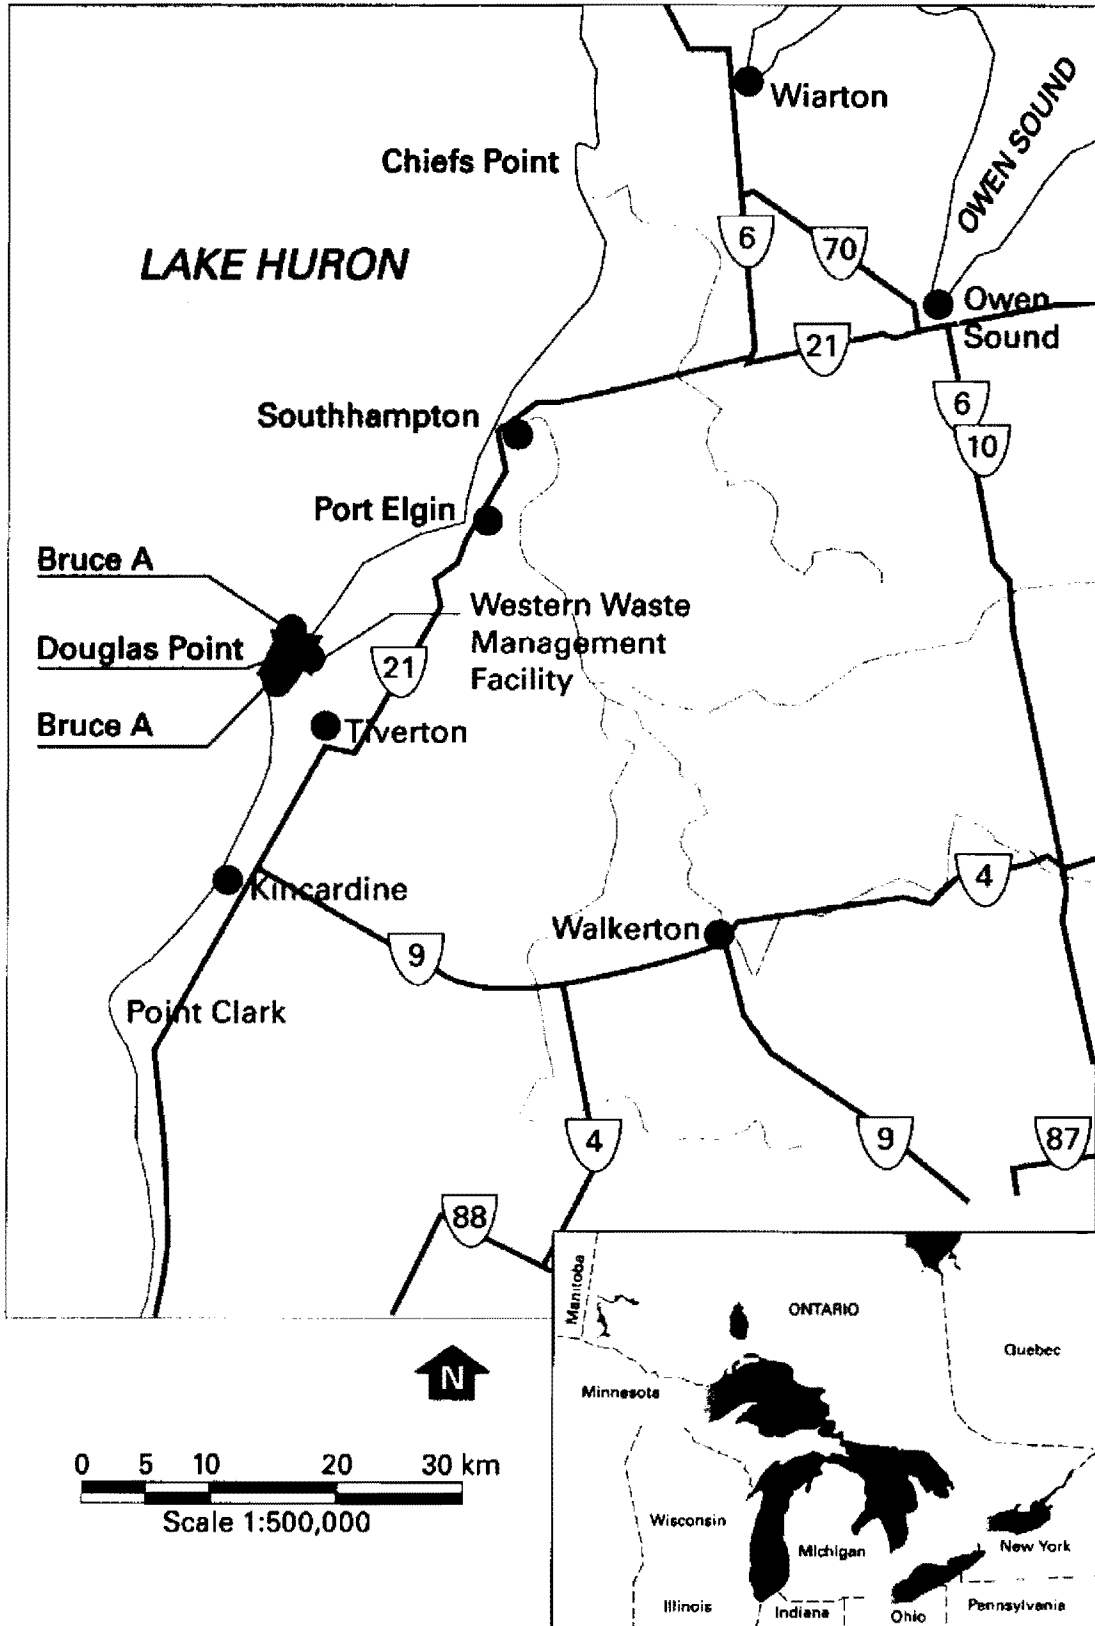 Wiarton
Chiefs Point
OWEN SOUND
LAKE HURON
6
70
Owen
Sound
21
6
10
Southhampton
Port Elgin
Bruce A
Western Waste
Management
Facility
Douglas Point
21
Bruce A
Tiverton
Kincardine
4
Walkerton
9
Point Clark
4
9
87
88
N
0 5 10 20 30 km
Scale 1:500,000
Manitoba
ONTARIO
Quebec
Minnesota
Wisconsin
Michigan
New York
Illinois
Indiana
Ohio
Pennsylvania